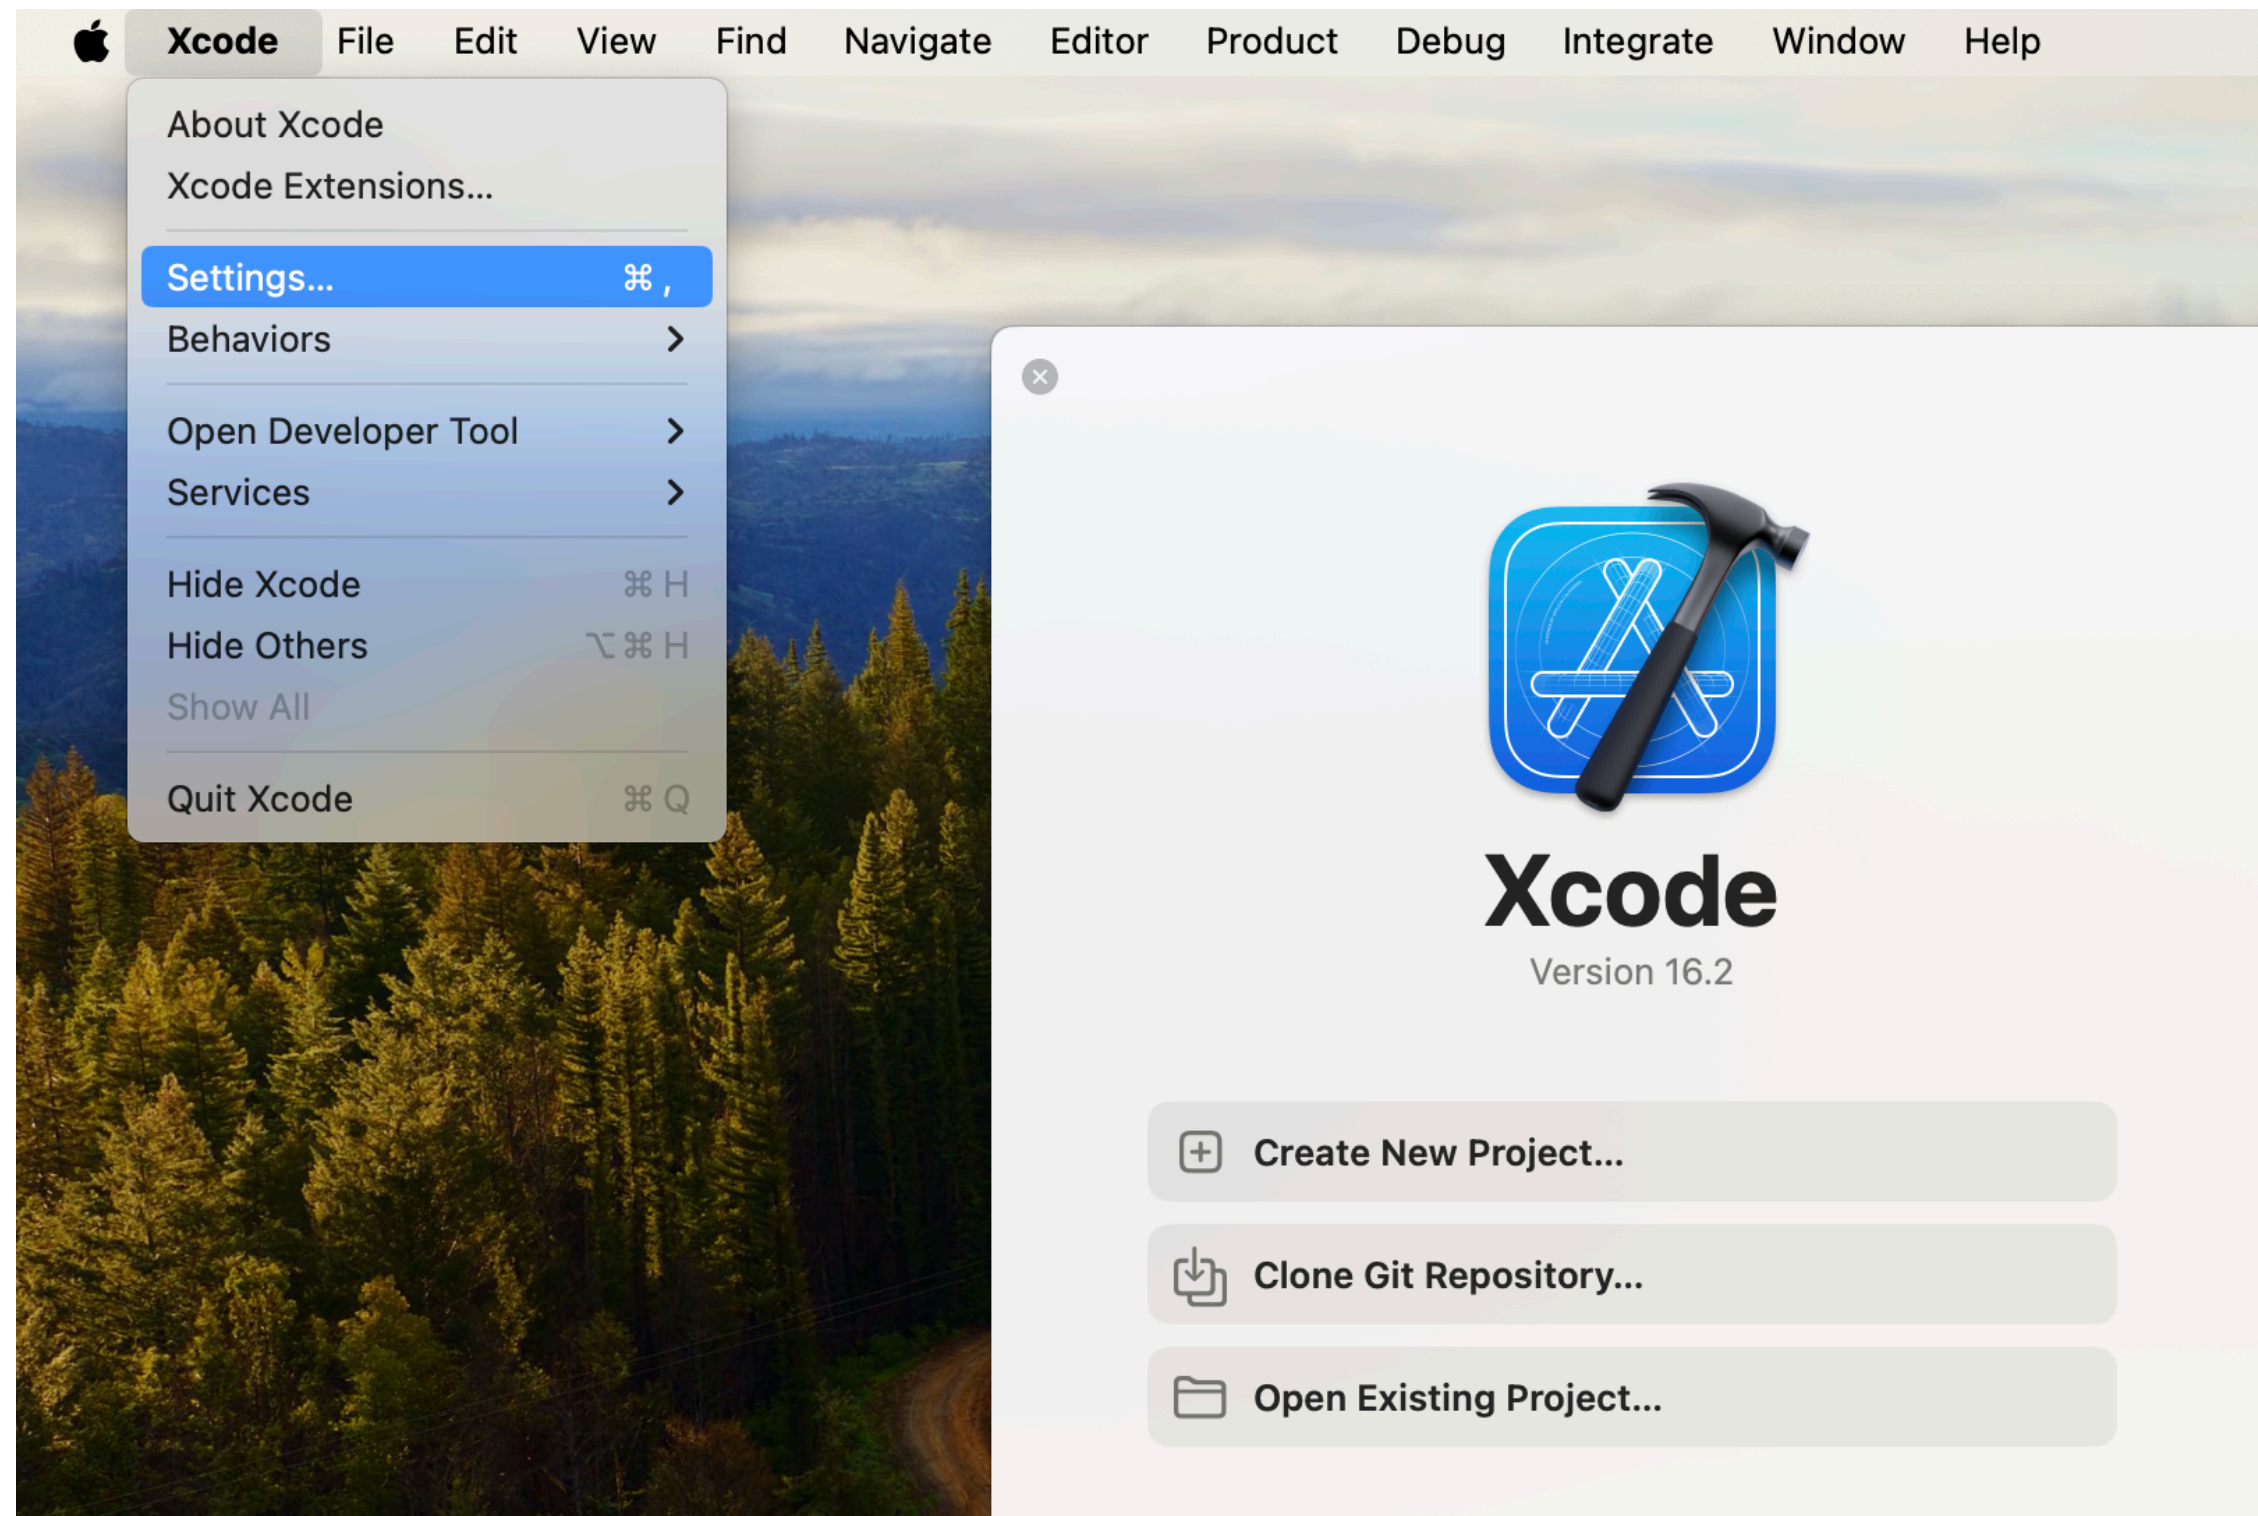 Xcode File Edit View Find Navigate Editor Product Debug Integrate Window Help
About Xcode
Xcode Extensions...
Settings... ⌘ ,
Behaviors
Open Developer Tool
Services
Hide Xcode ⌘ H
Hide Others ⌥ ⌘ H
Show All
Quit Xcode ⌘ Q
Xcode
Version 16.2
Create New Project...
Clone Git Repository...
Open Existing Project...